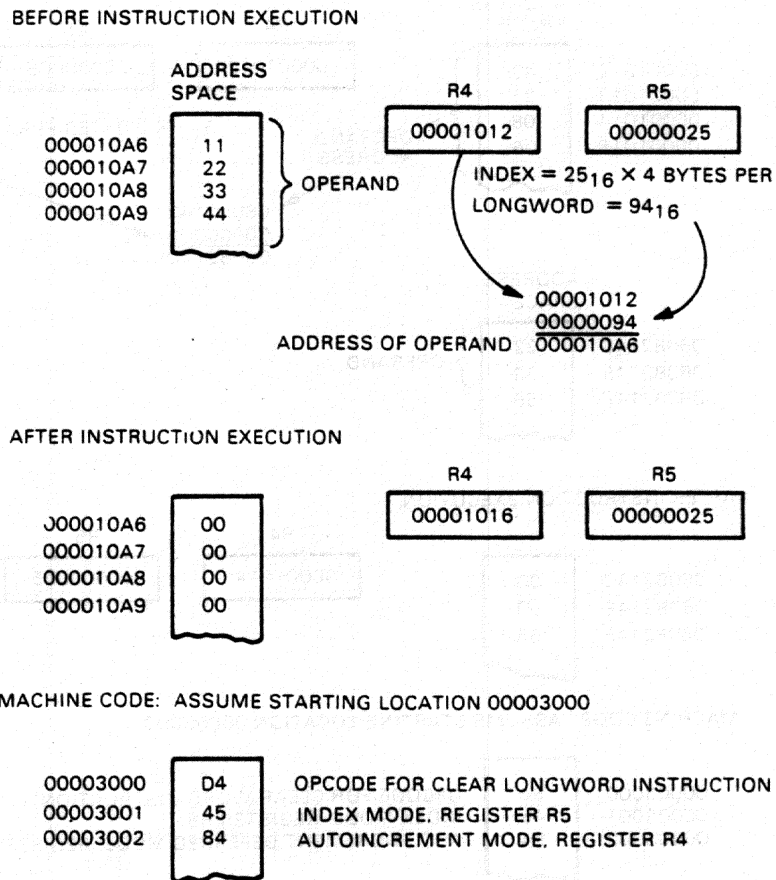 BEFORE INSTRUCTION EXECUTION
ADDRESS
SPACE
R4 R5
00001012 00000025
000010A6 11
000010A7 22
000010A8 33
000010A9 44
OPERAND
INDEX = 25₁₆ X 4 BYTES PER
LONGWORD = 94₁₆
00001012
00000094
ADDRESS OF OPERAND 000010A6
AFTER INSTRUCTION EXECUTION
R4 R5
00001016 00000025
000010A6 00
000010A7 00
000010A8 00
000010A9 00
MACHINE CODE: ASSUME STARTING LOCATION 00003000
00003000 D4 OPCODE FOR CLEAR LONGWORD INSTRUCTION
00003001 45 INDEX MODE, REGISTER R5
00003002 84 AUTOINCREMENT MODE, REGISTER R4